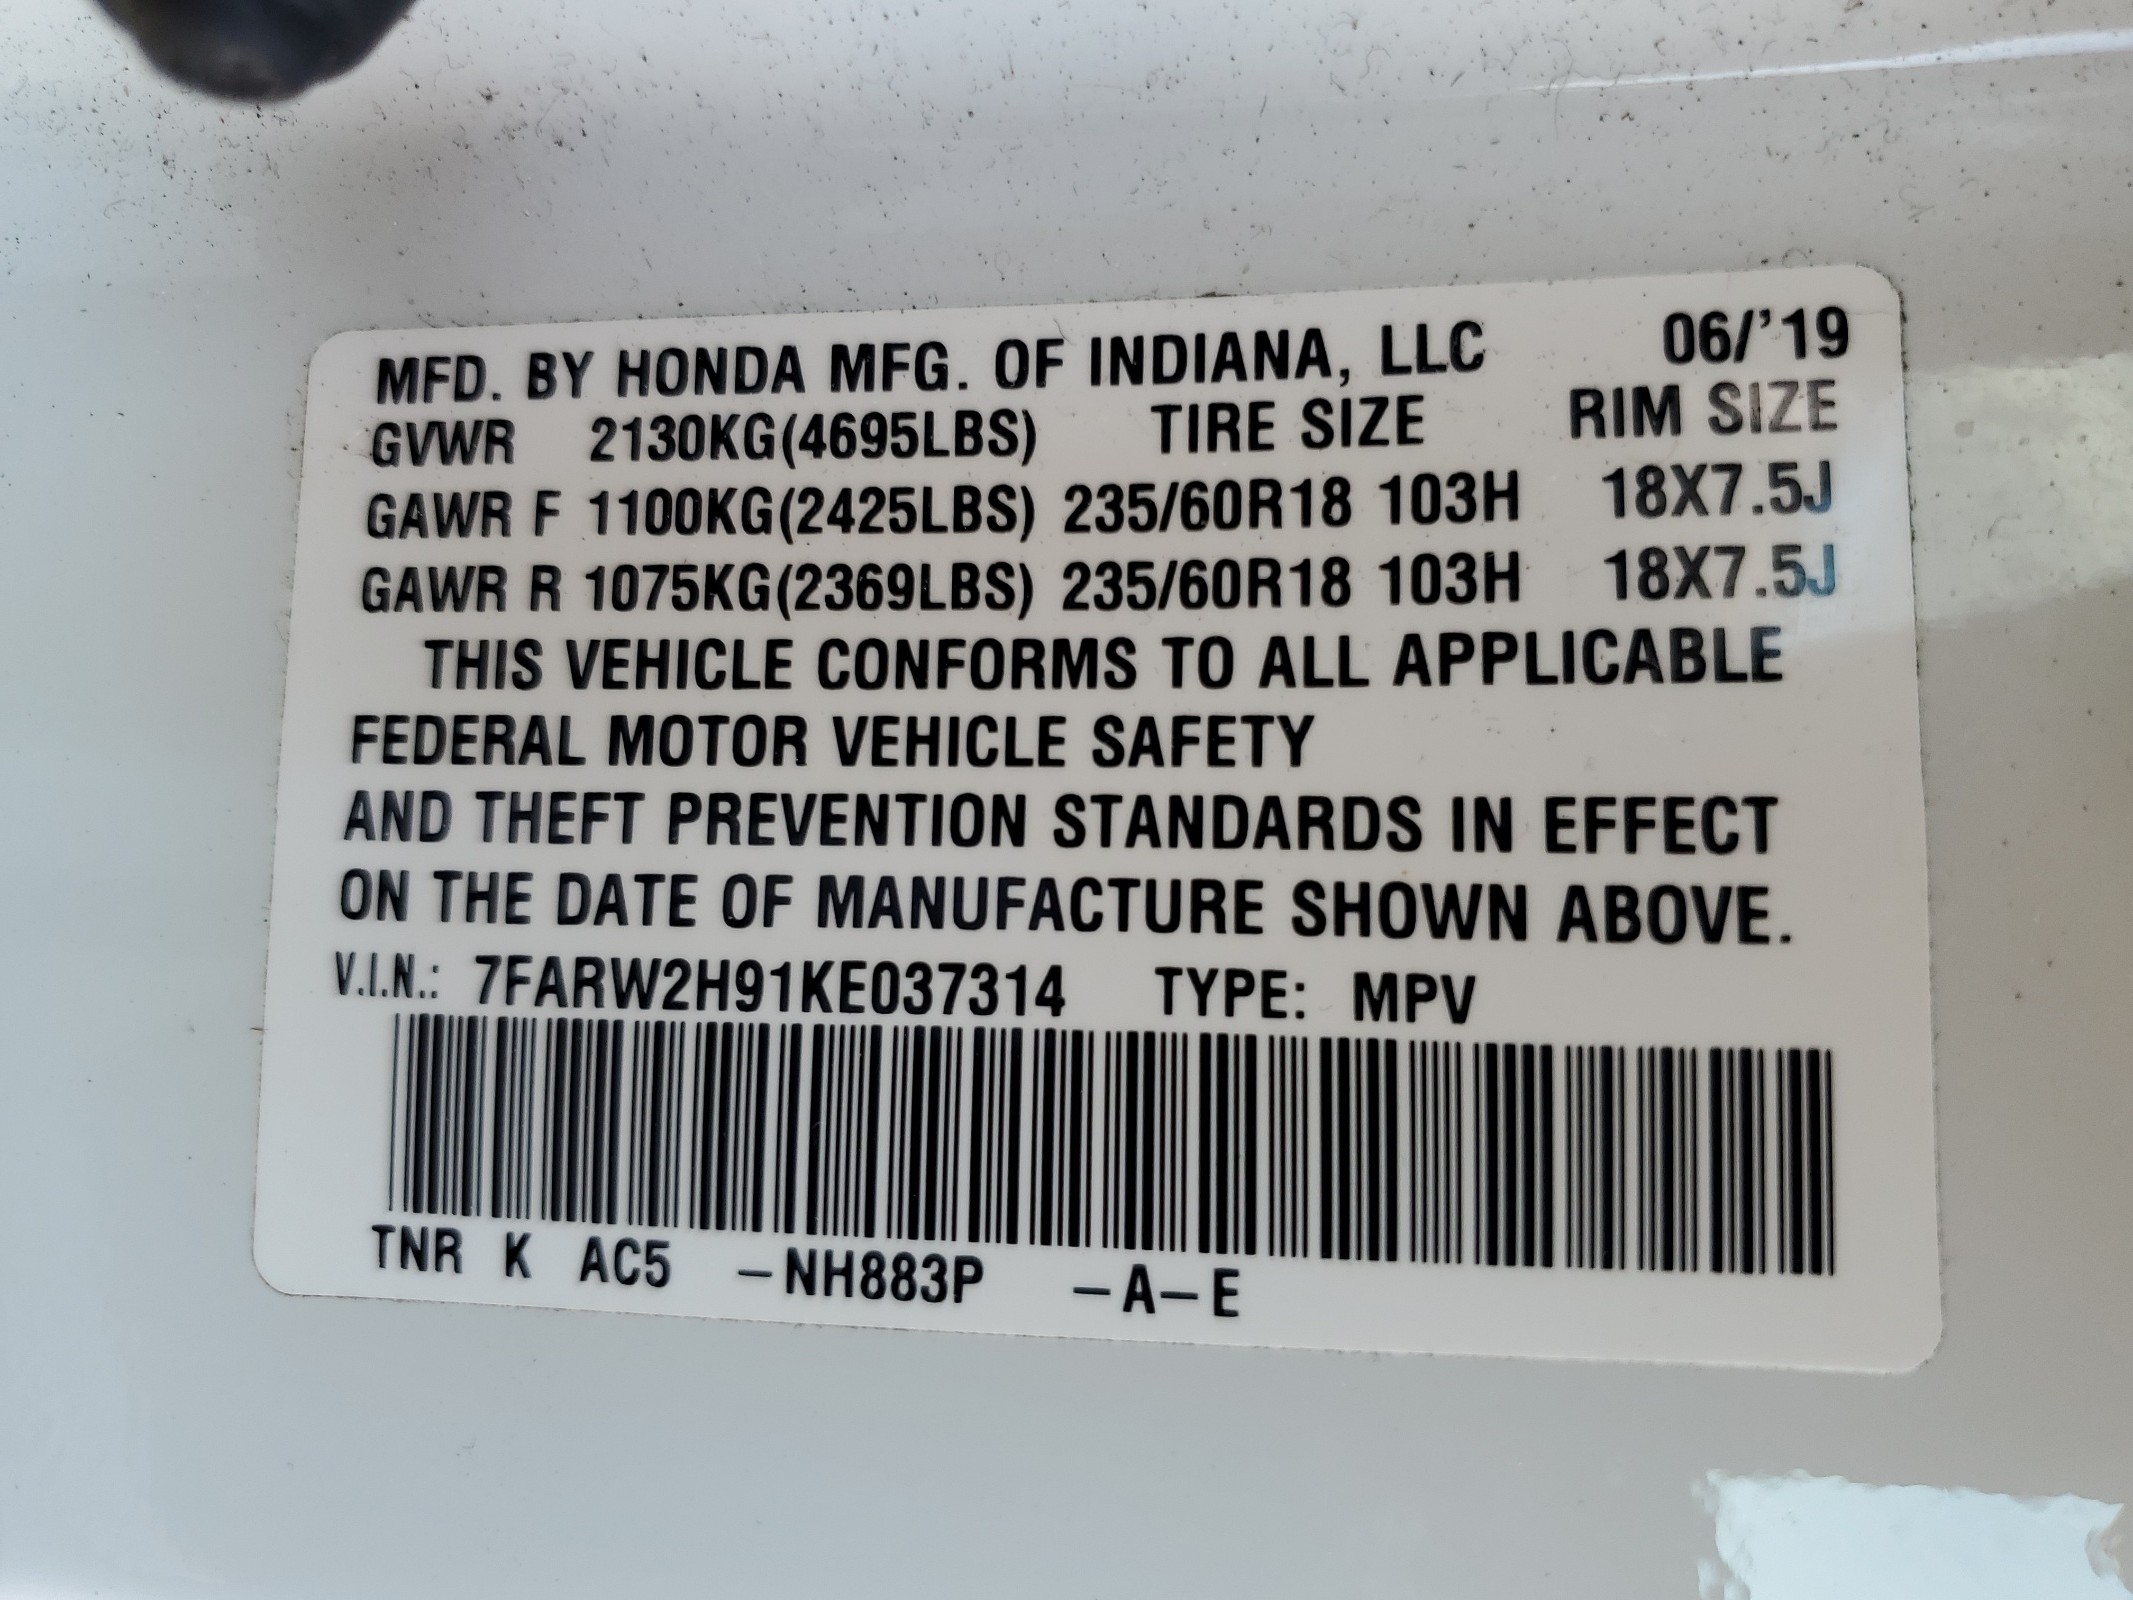 MFD. BY HONDA MFG. OF INDIANA, LLC 06/'19
GVWR 2130KG(4695LBS) TIRE SIZE RIM SIZE
GAWR F 1100KG(2425LBS) 235/60R18 103H 18X7.5J
GAWR R 1075KG(2369LBS) 235/60R18 103H 18X7.5J
THIS VEHICLE CONFORMS TO ALL APPLICABLE
FEDERAL MOTOR VEHICLE SAFETY
AND THEFT PREVENTION STANDARDS IN EFFECT
ON THE DATE OF MANUFACTURE SHOWN ABOVE.
V.I.N.: 7FARW2H91KE037314 TYPE: MPV
TNR K AC5 -NH883P -A-E